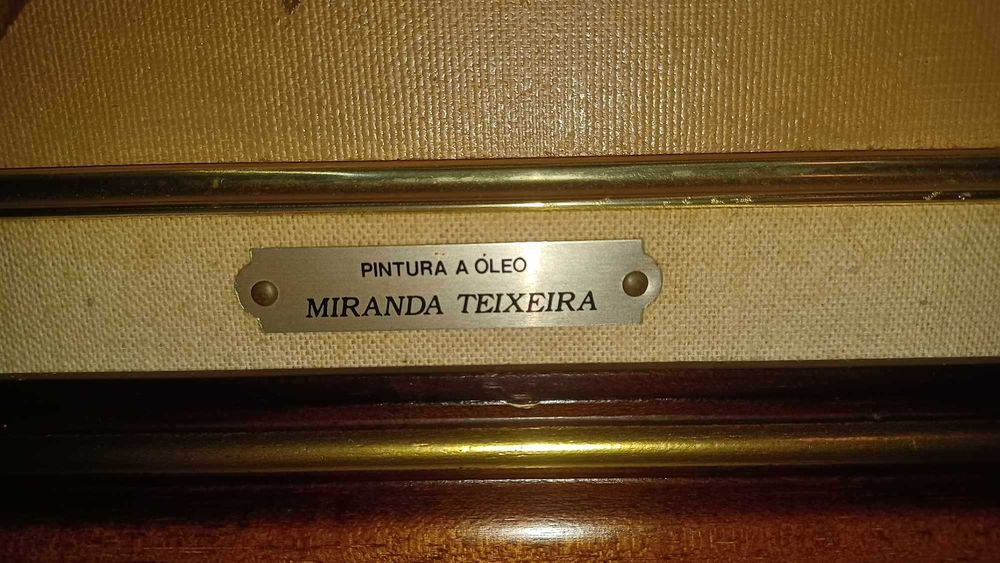 PINTURA A ÓLEO
MIRANDA TEIXEIRA